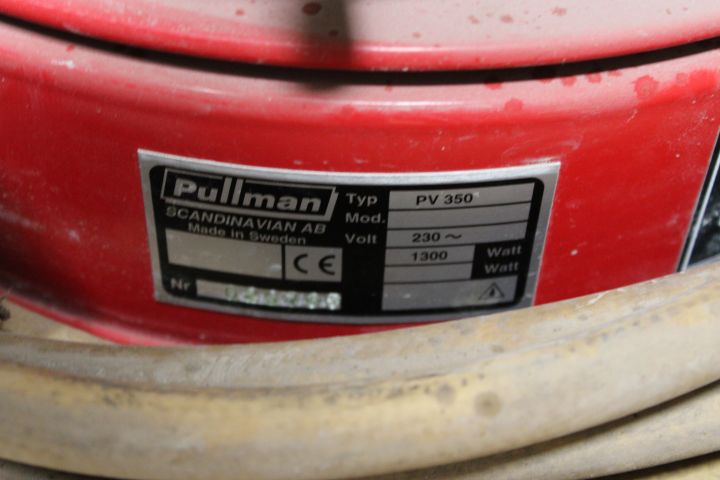 Pullman
SCANDINAVIAN AB
Made in Sweden
CE
Nr
Typ PV 350
Mod.
Volt 230 ~
1300 Watt
Watt